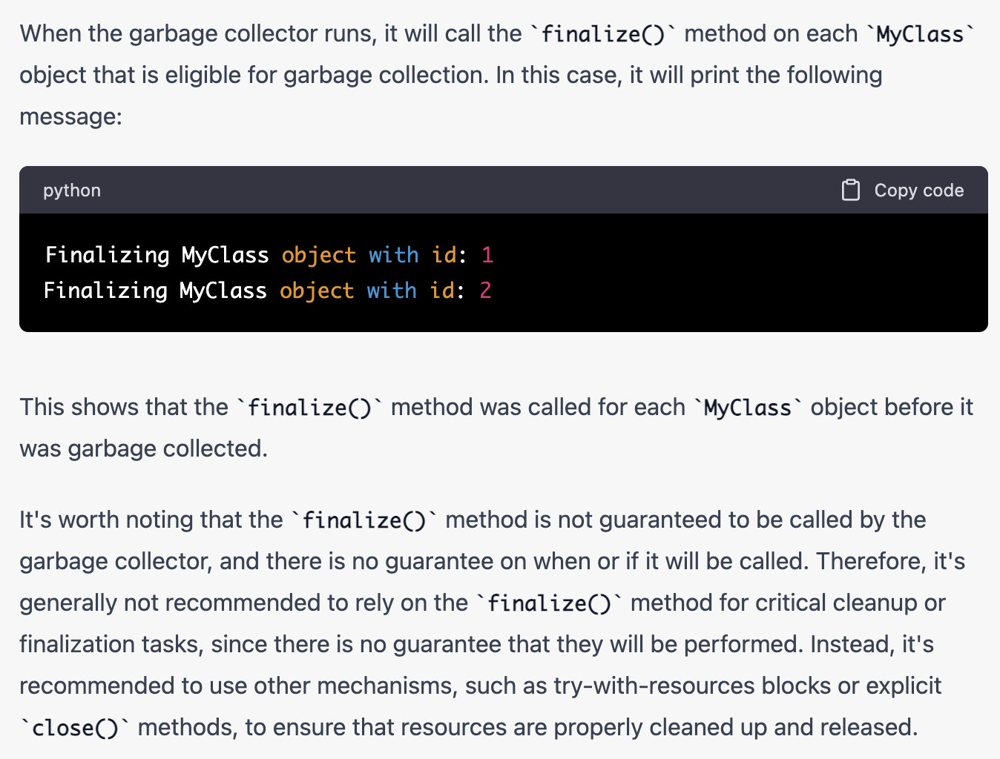 When the garbage collector runs, it will call the `finalize()` method on each `MyClass`
object that is eligible for garbage collection. In this case, it will print the following
message:
python
Copy code
Finalizing MyClass object with id: 1
Finalizing MyClass object with id: 2
This shows that the `finalize()` method was called for each `MyClass` object before it
was garbage collected.
It's worth noting that the `finalize()` method is not guaranteed to be called by the
garbage collector, and there is no guarantee on when or if it will be called. Therefore, it's
generally not recommended to rely on the `finalize()` method for critical cleanup or
finalization tasks, since there is no guarantee that they will be performed. Instead, it's
recommended to use other mechanisms, such as try-with-resources blocks or explicit
`close()` methods, to ensure that resources are properly cleaned up and released.